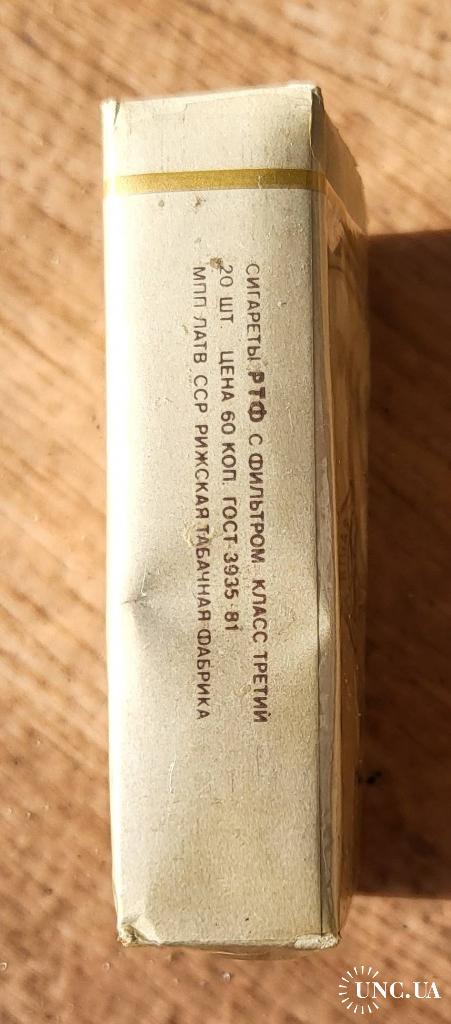 СИГАРЕТЫ РТФ С ФИЛЬТРОМ. КЛАСС ТРЕТИЙ
20 ШТ. ЦЕНА 60 КОП. ГОСТ 3935-81
МПП ЛАТВ ССР РИЖСКАЯ ТАБАЧНАЯ ФАБРИКА
UNC.UA